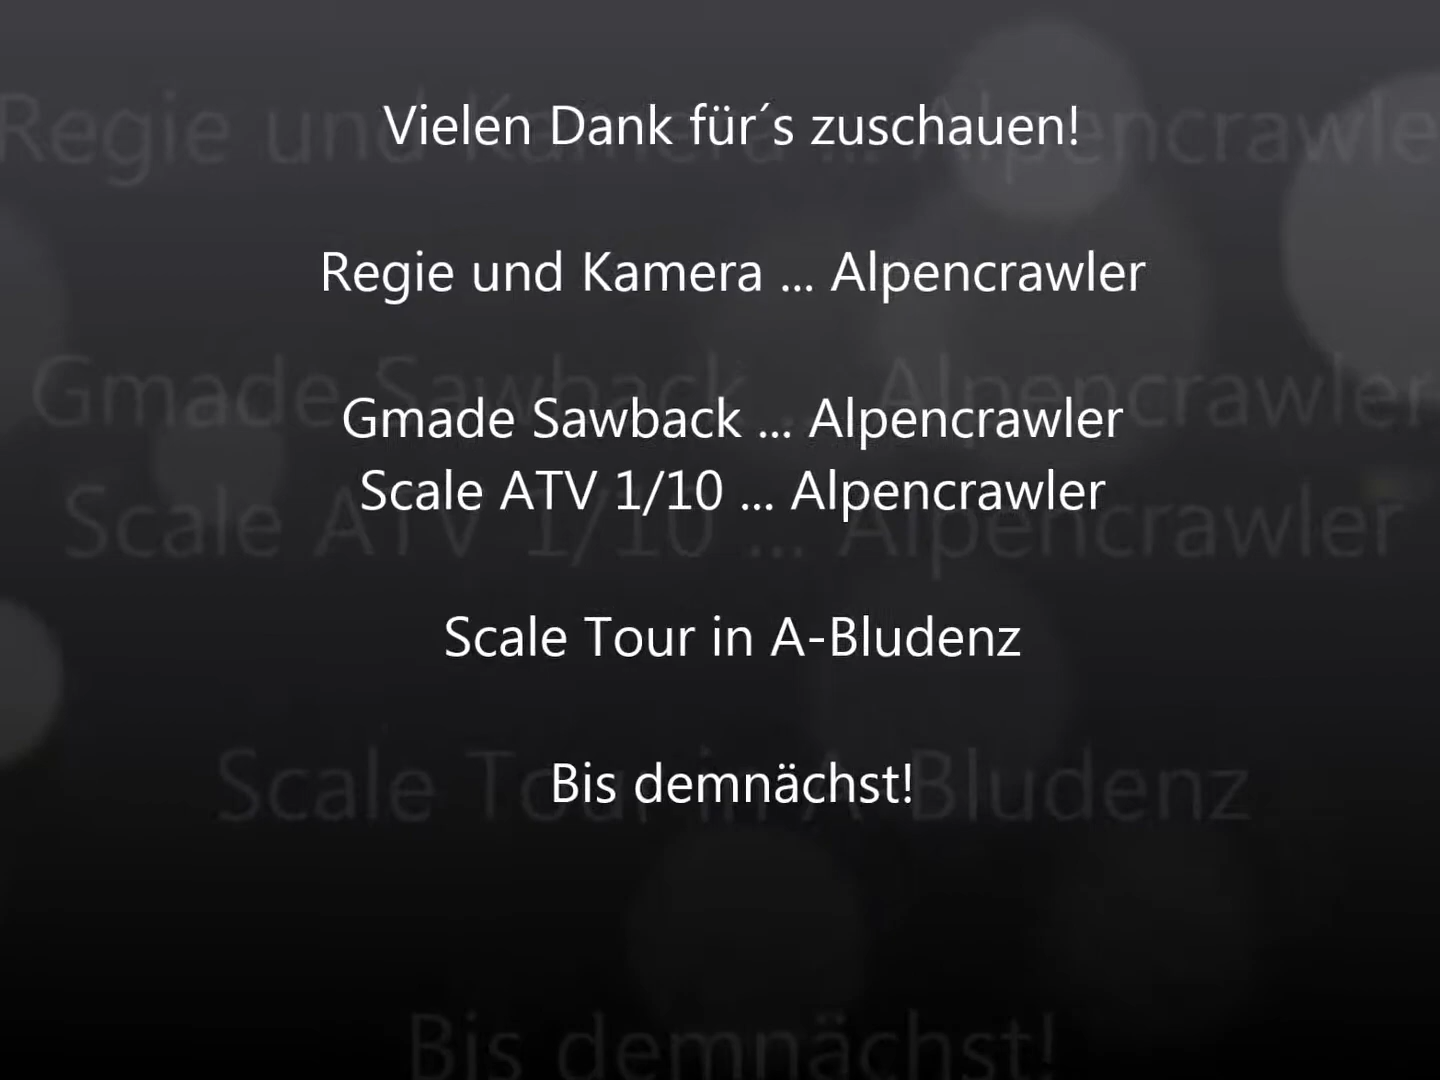 Vielen Dank für´s zuschauen!
Regie und Kamera ... Alpencrawler
Gmade Sawback ... Alpencrawler
Scale ATV 1/10 ... Alpencrawler
Scale Tour in A-Bludenz
Bis demnächst!